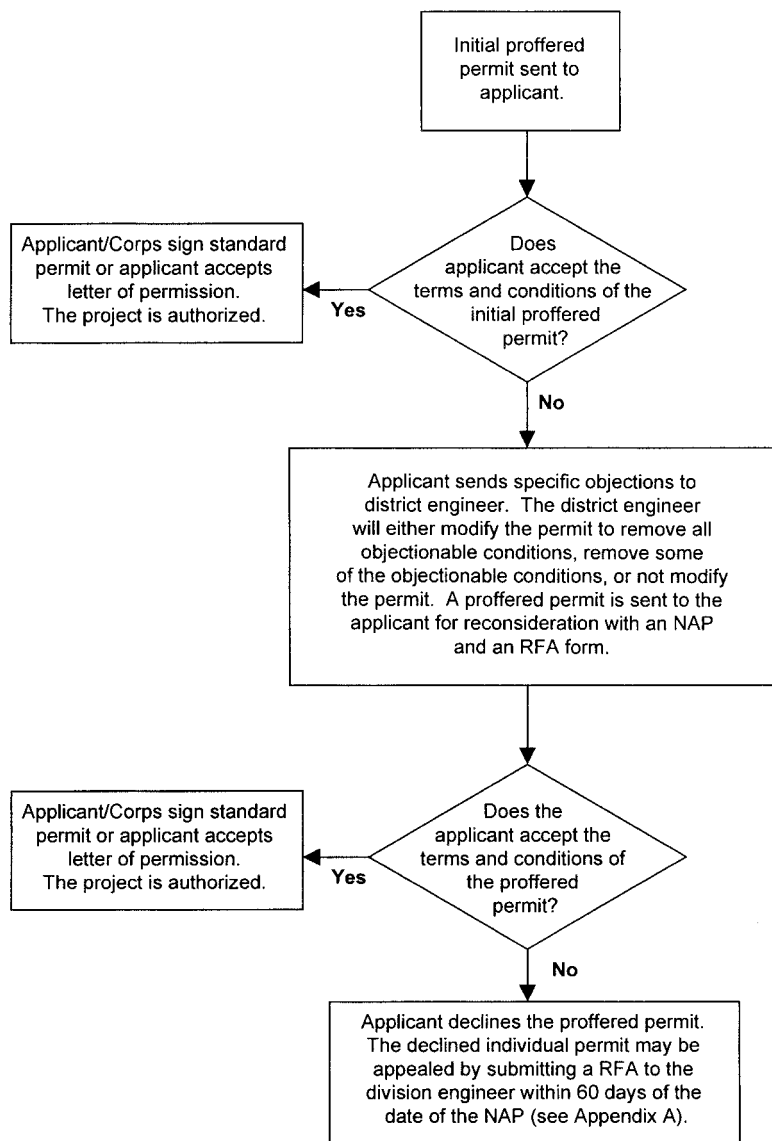 Initial proffered
permit sent to
applicant.
Does
applicant accept the
terms and conditions of the
initial proffered
permit?
Yes
Applicant/Corps sign standard
permit or applicant accepts
letter of permission.
The project is authorized.
No
Applicant sends specific objections to
district engineer. The district engineer
will either modify the permit to remove all
objectionable conditions, remove some
of the objectionable conditions, or not modify
the permit. A proffered permit is sent to the
applicant for reconsideration with an NAP
and an RFA form.
Does the
applicant accept the
terms and conditions of
the proffered
permit?
Yes
Applicant/Corps sign standard
permit or applicant accepts
letter of permission.
The project is authorized.
No
Applicant declines the proffered permit.
The declined individual permit may be
appealed by submitting a RFA to the
division engineer within 60 days of the
date of the NAP (see Appendix A).